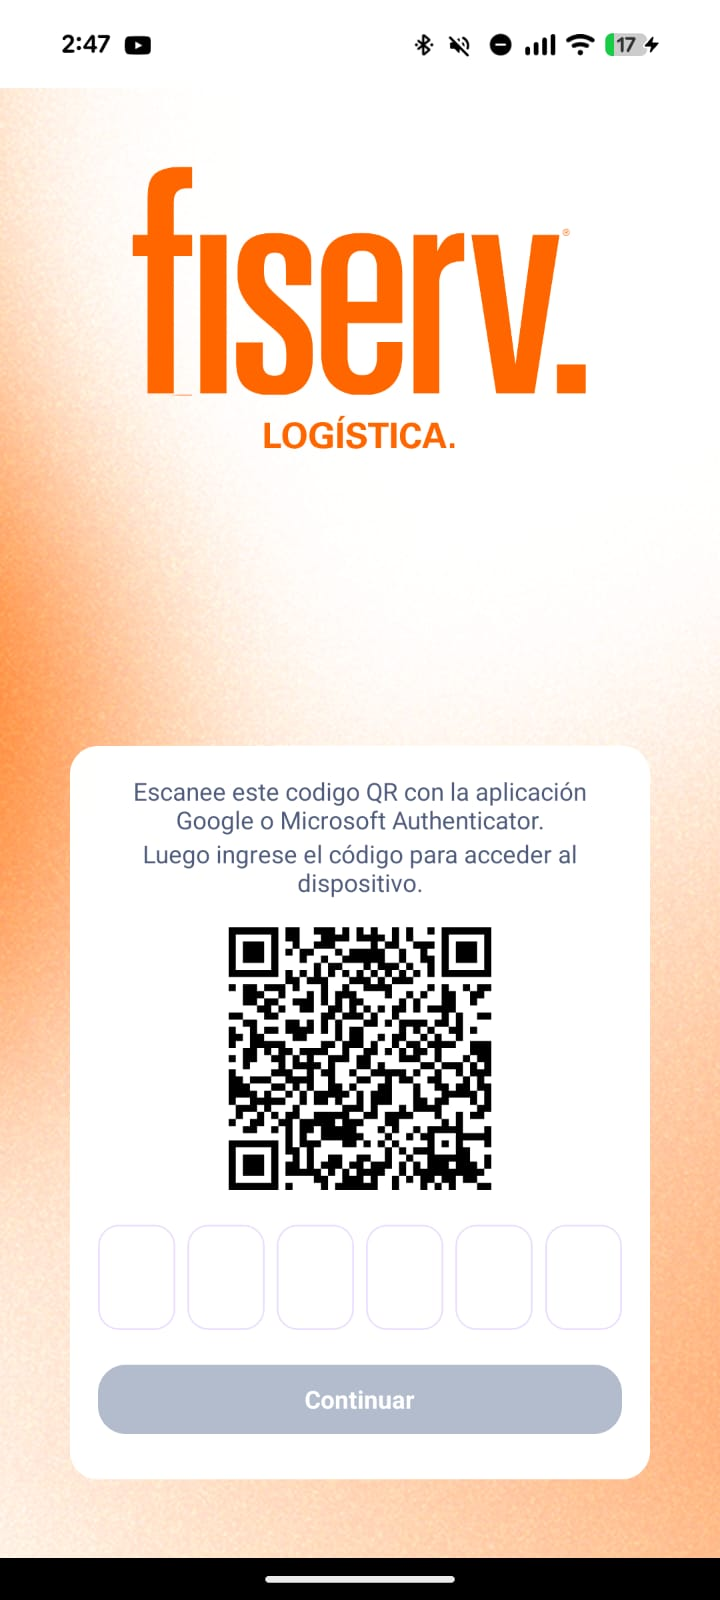 2:47
17
fiserv.
LOGÍSTICA.
Escanee este codigo QR con la aplicación
Google o Microsoft Authenticator.
Luego ingrese el código para acceder al
dispositivo.
Continuar